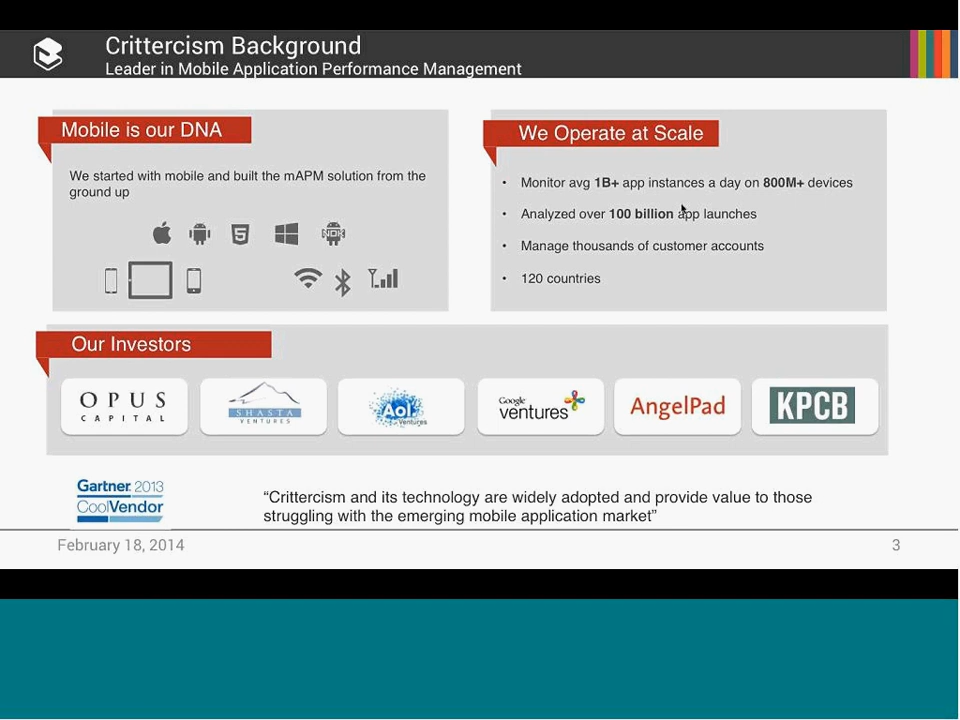 Crittercism Background
Leader in Mobile Application Performance Management
Mobile is our DNA
We started with mobile and built the mAPM solution from the
ground up
5
NDK
We Operate at Scale
• Monitor avg 1B+ app instances a day on 800M+ devices
• Analyzed over 100 billion app launches
• Manage thousands of customer accounts
• 120 countries
Our Investors
OPUS
CAPITAL
SHASTA
VENTURES
Aol
Ventures
Google
ventures
AngelPad
KPCB
Gartner 2013
CoolVendor
“Crittercism and its technology are widely adopted and provide value to those
struggling with the emerging mobile application market”
February 18, 2014
3